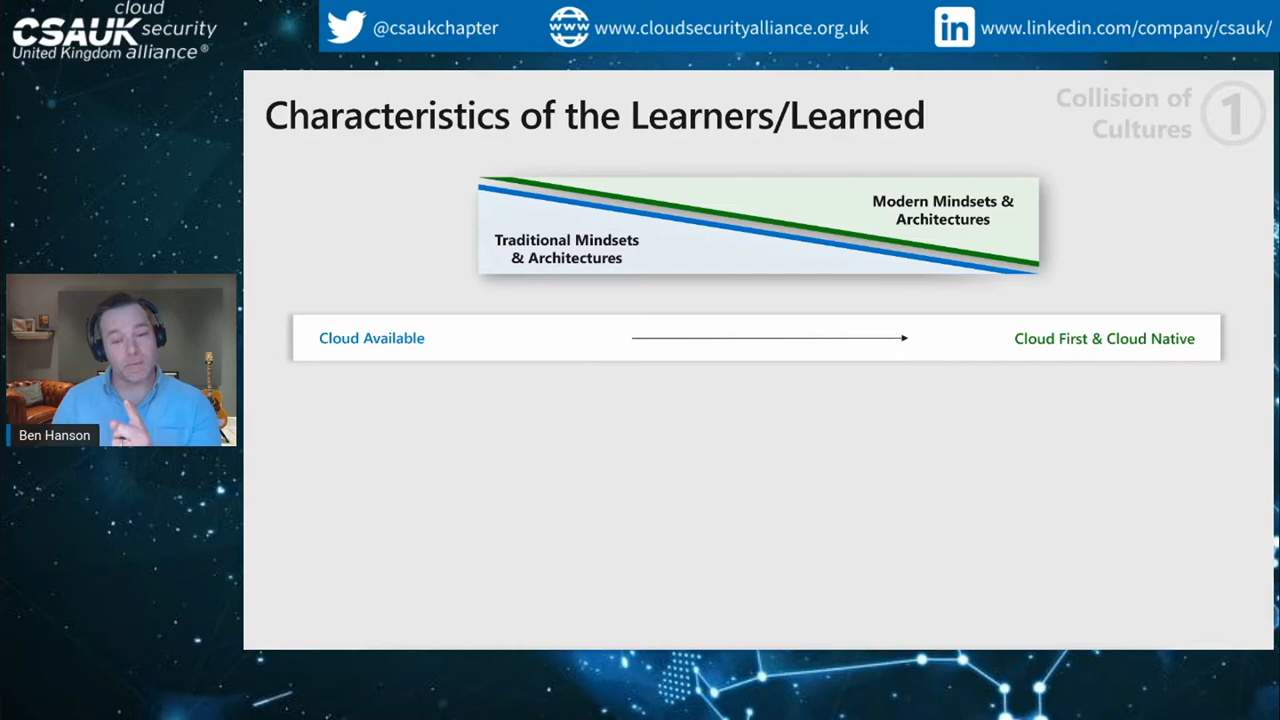 cloud
CSAUK security
United Kingdom alliance®
@csaukchapter
www
www.cloudsecurityalliance.org.uk
in
www.linkedin.com/company/csauk/
Characteristics of the Learners/Learned
Collision of
Cultures
1
Modern Mindsets &
Architectures
Traditional Mindsets
& Architectures
Cloud Available
Cloud First & Cloud Native
Ben Hanson